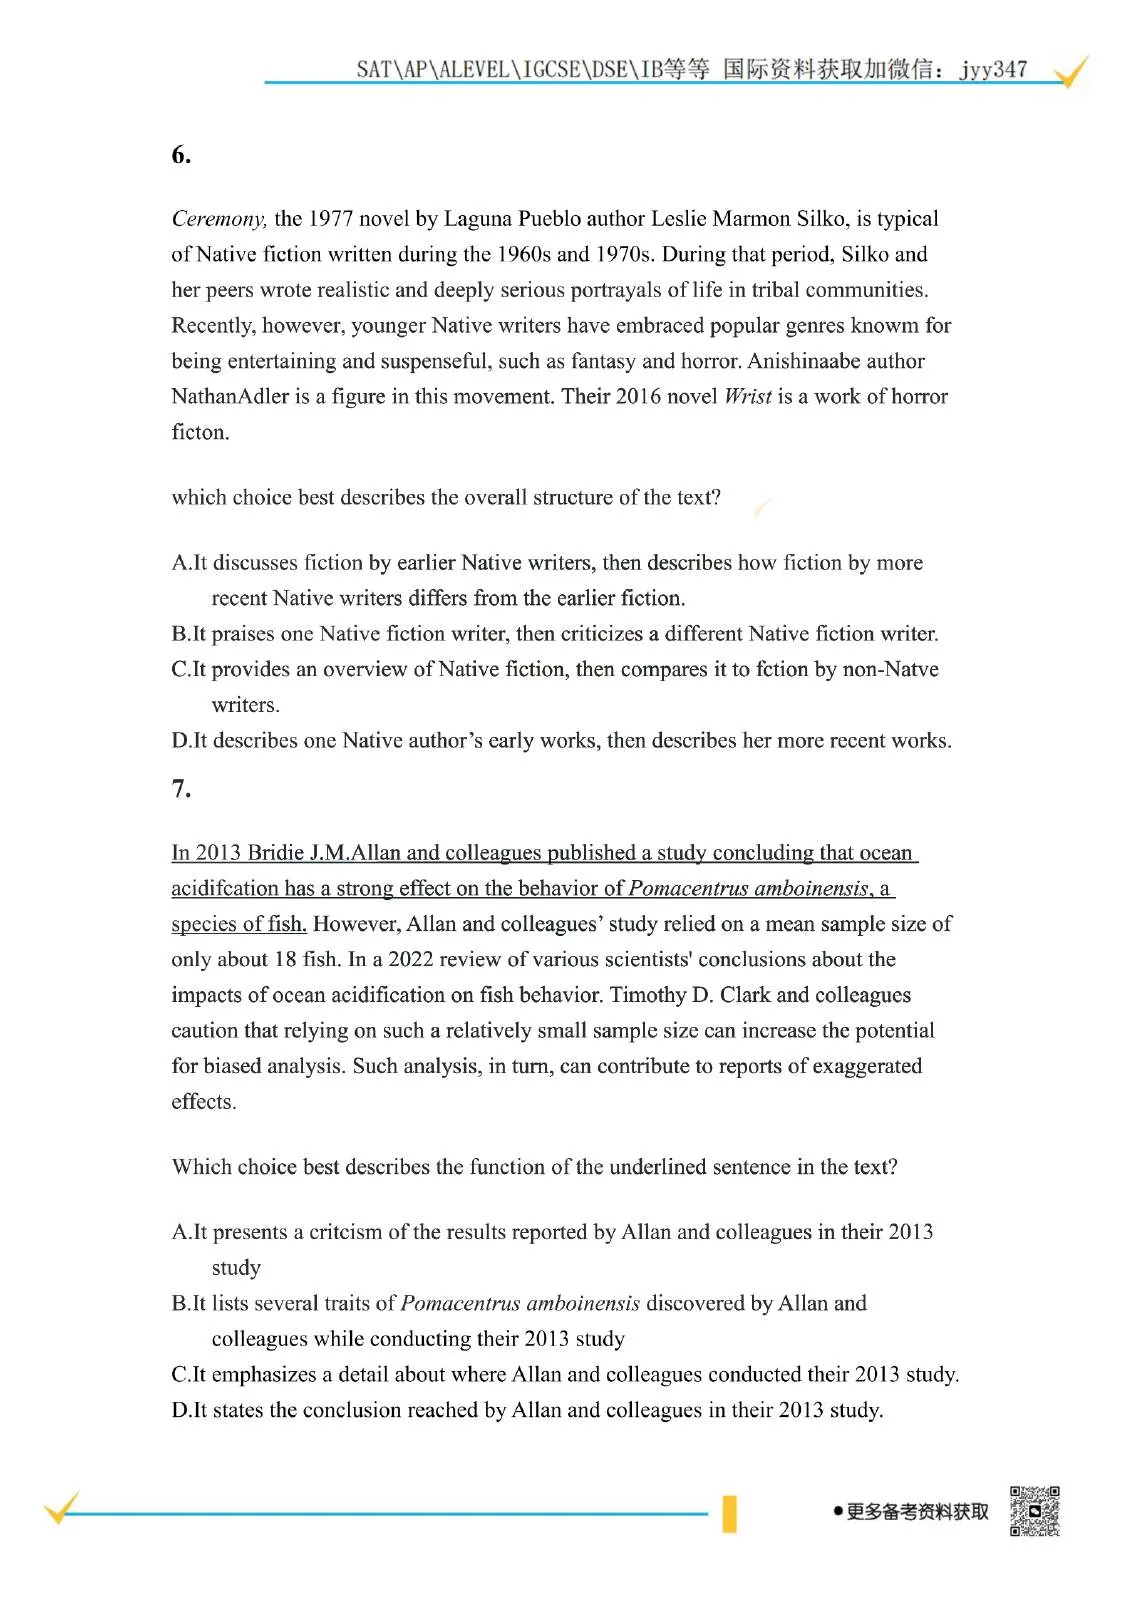 SAT\AP\ALEVEL\IGCSE\DSE\IB等等 国际资料获取加微信：jyy347
6.
Ceremony, the 1977 novel by Laguna Pueblo author Leslie Marmon Silko, is typical
of Native fiction written during the 1960s and 1970s. During that period, Silko and
her peers wrote realistic and deeply serious portrayals of life in tribal communities.
Recently, however, younger Native writers have embraced popular genres knowm for
being entertaining and suspenseful, such as fantasy and horror. Anishinaabe author
NathanAdler is a figure in this movement. Their 2016 novel Wrist is a work of horror
ficton.
which choice best describes the overall structure of the text?
A.It discusses fiction by earlier Native writers, then describes how fiction by more
recent Native writers differs from the earlier fiction.
B.It praises one Native fiction writer, then criticizes a different Native fiction writer.
C.It provides an overview of Native fiction, then compares it to fction by non-Natve
writers.
D.It describes one Native author’s early works, then describes her more recent works.
7.
In 2013 Bridie J.M.Allan and colleagues published a study concluding that ocean
acidifcation has a strong effect on the behavior of Pomacentrus amboinensis, a
species of fish. However, Allan and colleagues’ study relied on a mean sample size of
only about 18 fish. In a 2022 review of various scientists' conclusions about the
impacts of ocean acidification on fish behavior. Timothy D. Clark and colleagues
caution that relying on such a relatively small sample size can increase the potential
for biased analysis. Such analysis, in turn, can contribute to reports of exaggerated
effects.
Which choice best describes the function of the underlined sentence in the text?
A.It presents a critcism of the results reported by Allan and colleagues in their 2013
study
B.It lists several traits of Pomacentrus amboinensis discovered by Allan and
colleagues while conducting their 2013 study
C.It emphasizes a detail about where Allan and colleagues conducted their 2013 study.
D.It states the conclusion reached by Allan and colleagues in their 2013 study.
●更多备考资料获取